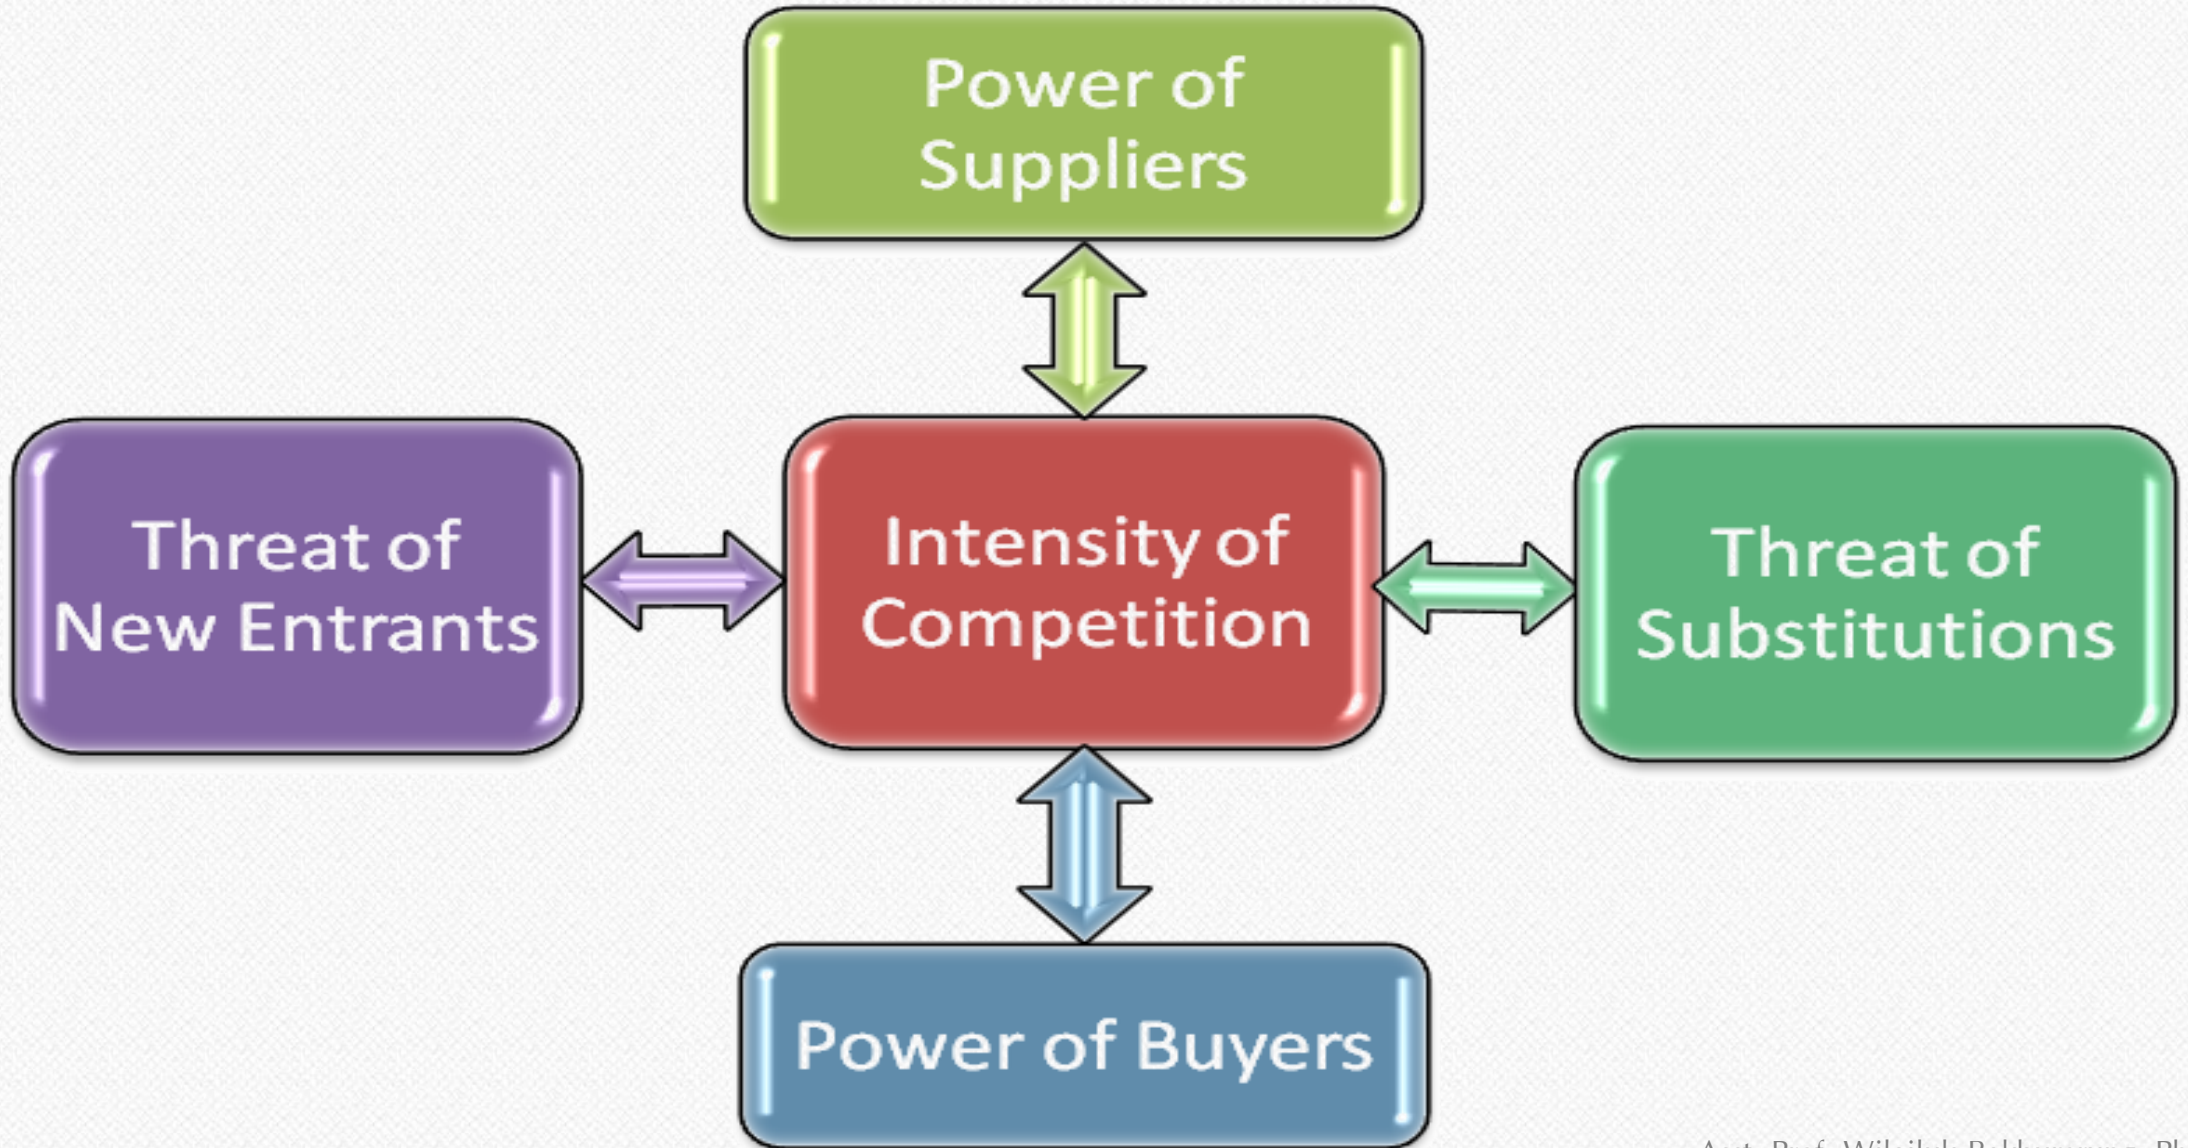 Power of
Suppliers
Threat of
New Entrants
Intensity of
Competition
Threat of
Substitutions
Power of Buyers